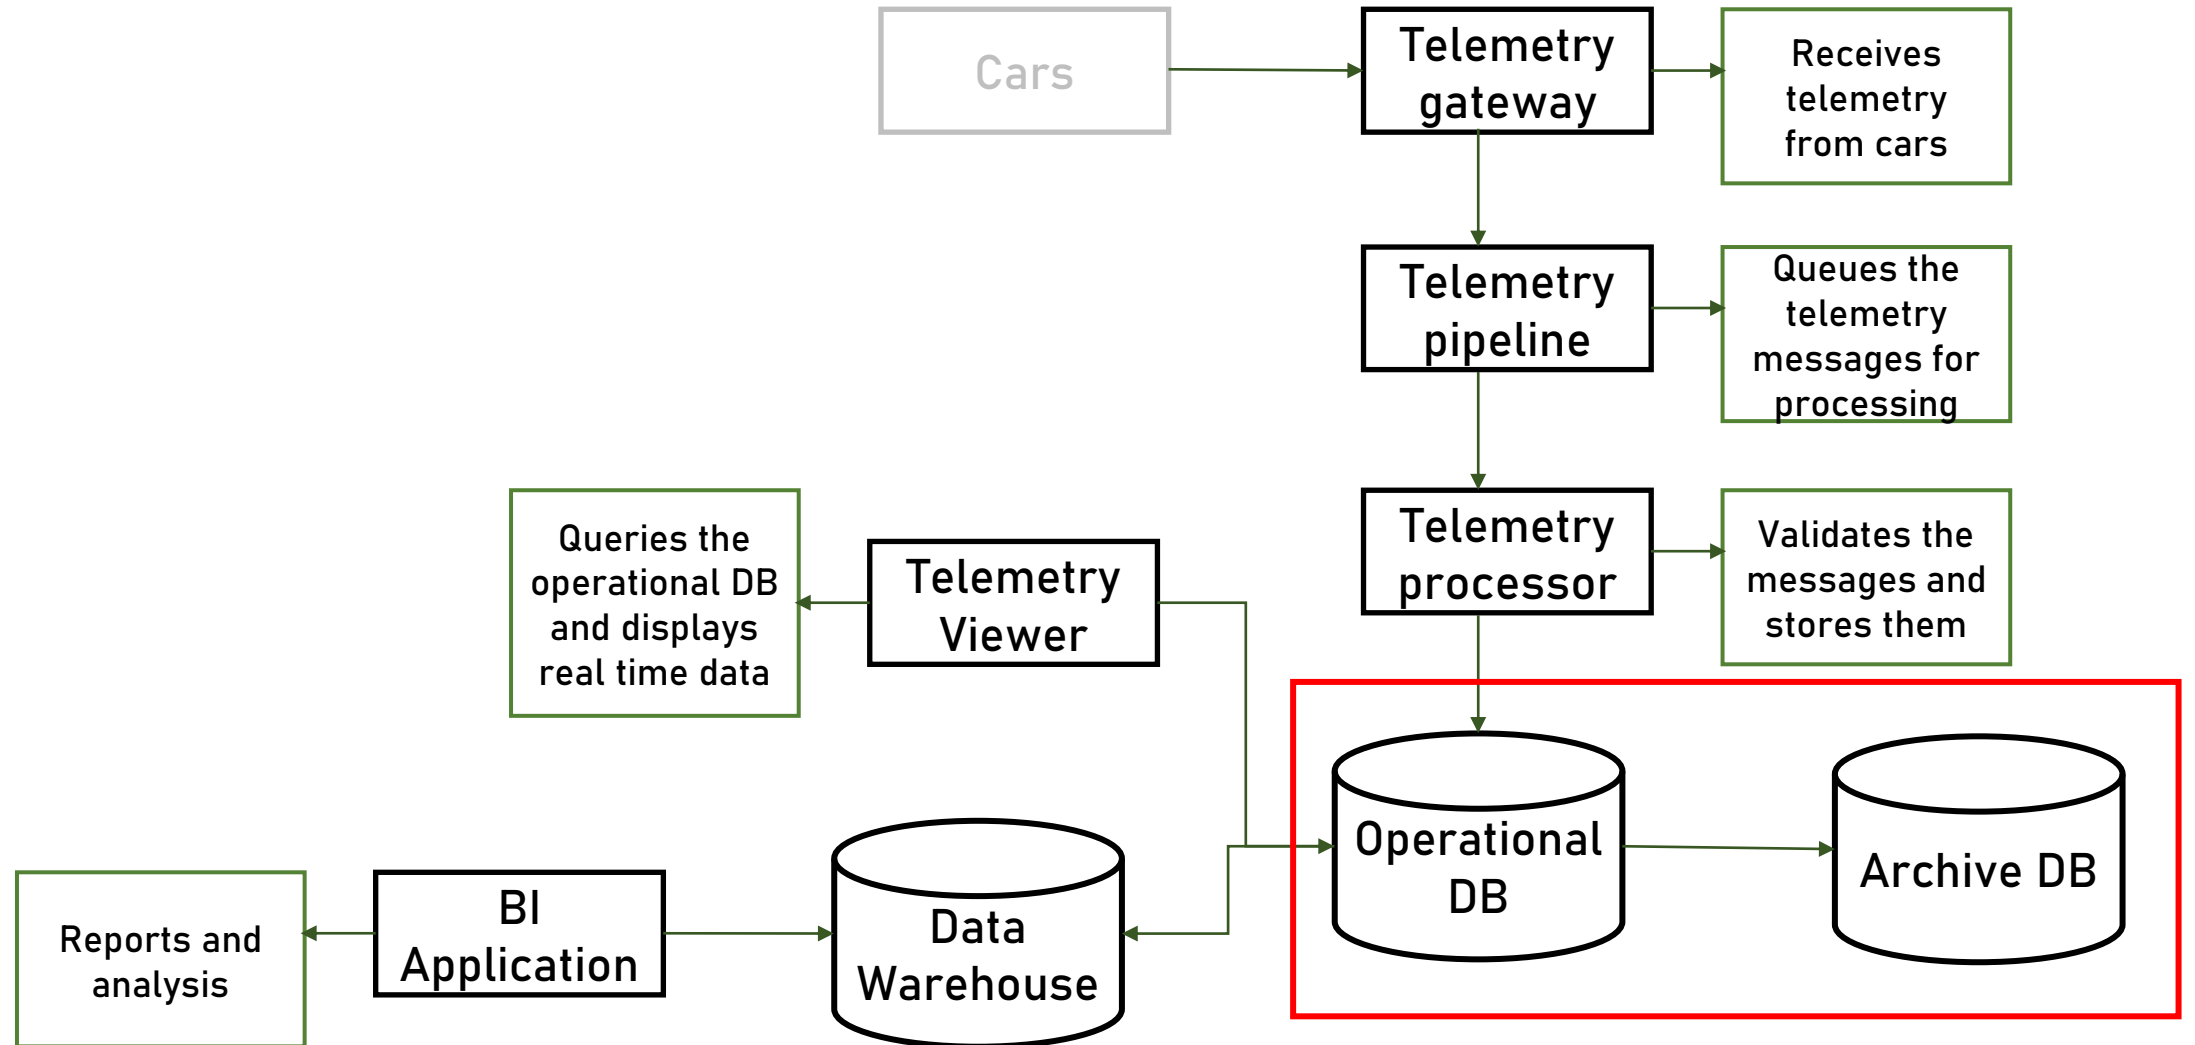 Cars
Telemetry
gateway
Receives
telemetry
from cars
Telemetry
pipeline
Queues the
telemetry
messages for
processing
Queries the
operational DB
and displays
real time data
Telemetry
Viewer
Telemetry
processor
Validates the
messages and
stores them
Reports and
analysis
BI
Application
Data
Warehouse
Operational
DB
Archive DB